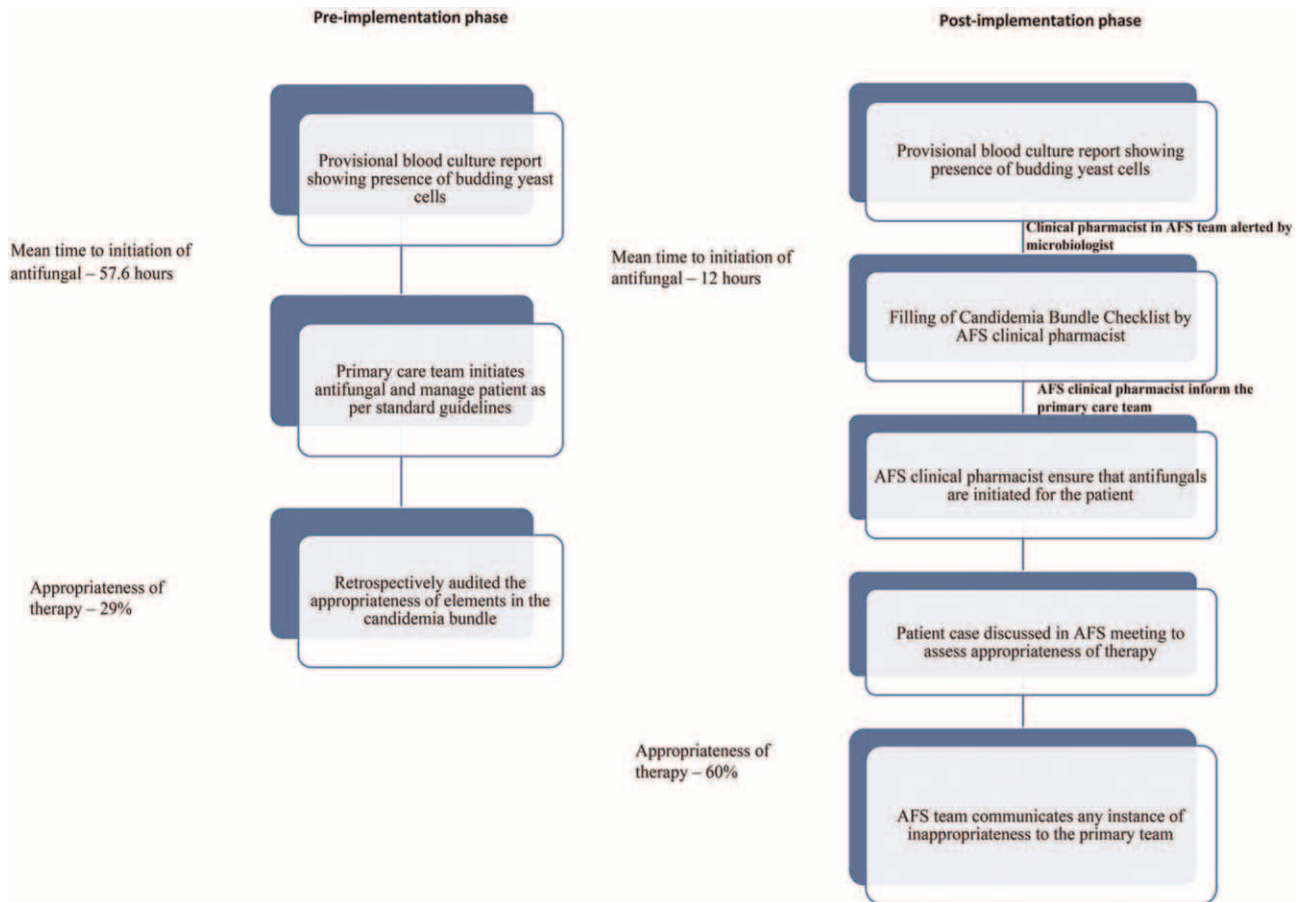 Pre-implementation phase
Provisional blood culture report
showing presence of budding yeast
cells
Mean time to initiation of
antifungal – 57.6 hours
Primary care team initiates
antifungal and manage patient as
per standard guidelines
Appropriateness of
therapy – 29%
Retrospectively audited the
appropriateness of elements in the
candidemia bundle
Post-implementation phase
Provisional blood culture report showing
presence of budding yeast cells
Clinical pharmacist in AFS team alerted by
microbiologist
Mean time to initiation of
antifungal – 12 hours
Filling of Candidemia Bundle Checklist by
AFS clinical pharmacist
AFS clinical pharmacist inform the
primary care team
AFS clinical pharmacist ensure that antifungals
are initiated for the patient
Patient case discussed in AFS meeting to
assess appropriateness of therapy
Appropriateness of
therapy – 60%
AFS team communicates any instance of
inappropriateness to the primary team